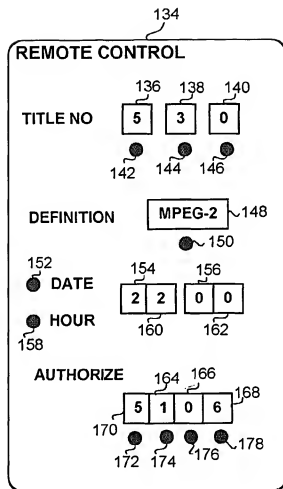 134
REMOTE CONTROL
136 138 140
TITLE NO 5 3 0
142 144 146
DEFINITION MPEG-2 148
150
152 154 156
DATE 2 2 0 0
HOUR
158 160 162
AUTHORIZE 164 166
5 1 0 6 168
170
172 174 176 178